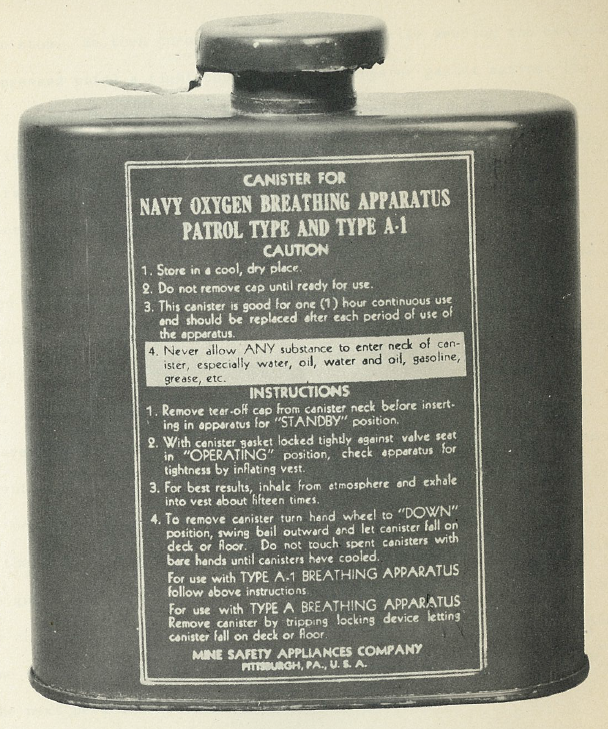 CANISTER FOR
NAVY OXYGEN BREATHING APPARATUS
PATROL TYPE AND TYPE A-1
CAUTION
1. Store in a cool, dry place.
2. Do not remove cap until ready for use.
3. This canister is good for one (1) hour continuous use
and should be replaced after each period of use of
the apparatus.
4. Never allow ANY substance to enter neck of can-
ister, especially water, oil, water and oil, gasoline,
grease, etc.
INSTRUCTIONS
1. Remove tear-off cap from canister neck before insert-
ing in apparatus for "STANDBY" position.
2. With canister gasket locked tightly against valve seat
in "OPERATING" position, check apparatus for
tightness by inflating vest.
3. For best results, inhale from atmosphere and exhale
into vest about fifteen times.
4. To remove canister turn hand wheel to "DOWN"
position, swing bail outward and let canister fall on
deck or floor. Do not touch spent canisters with
bare hands until canisters have cooled.
For use with TYPE A-1 BREATHING APPARATUS
follow above instructions.
For use with TYPE A BREATHING APPARATUS
Remove canister by tripping locking device letting
canister fall on deck or floor.
MINE SAFETY APPLIANCES COMPANY
PITTSBURGH, PA., U. S. A.